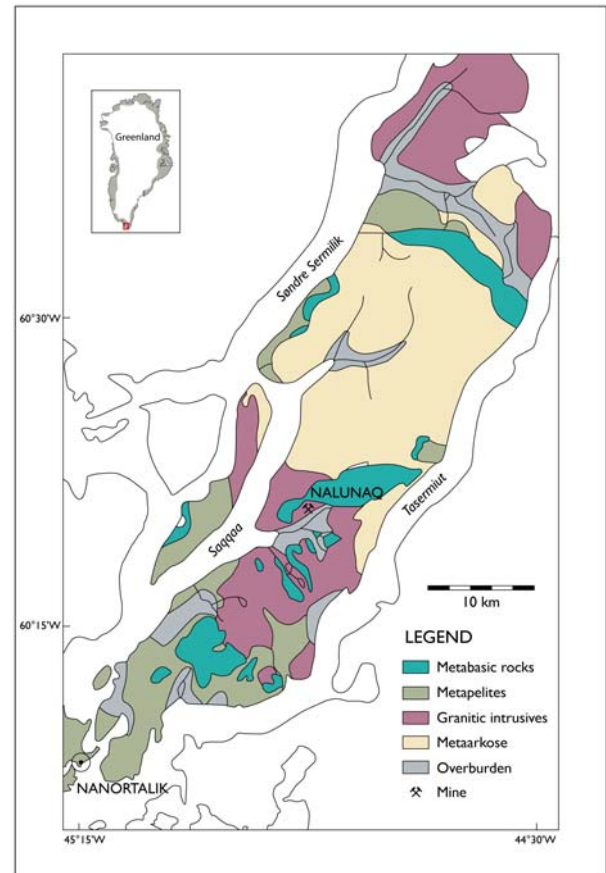 Greenland
Søndre Sermilik
60°30'W
NALUNAQ
Tasermiut
Saqqaa
10 km
60°15'W
LEGEND
Metabasic rocks
Metapelites
Granitic intrusives
Metaarkose
Overburden
Mine
NANORTALIK
45°15'W
44°30'W